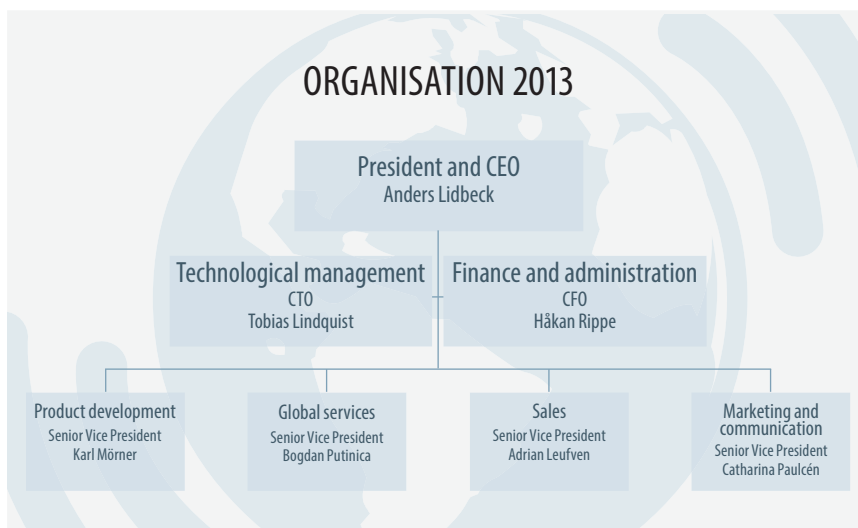 ORGANISATION 2013
President and CEO
Anders Lidbeck
Technological management
CTO
Tobias Lindquist
Finance and administration
CFO
Håkan Rippe
Product development
Senior Vice President
Karl Mörner
Global services
Senior Vice President
Bogdan Putinica
Sales
Senior Vice President
Adrian Leufven
Marketing and
communication
Senior Vice President
Catharina Paulcén